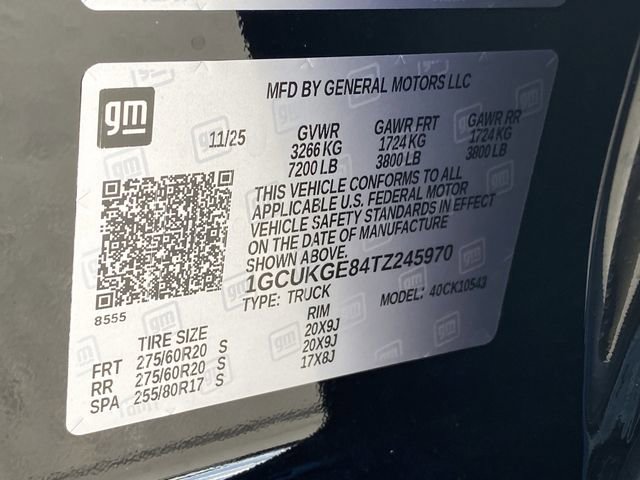 gm
MFD BY GENERAL MOTORS LLC
11/25
GVWR GAWR FRT GAWR RR
3266 KG 1724 KG 1724 KG
7200 LB 3800 LB 3800 LB
THIS VEHICLE CONFORMS TO ALL
APPLICABLE U.S. FEDERAL MOTOR
VEHICLE SAFETY STANDARDS IN EFFECT
ON THE DATE OF MANUFACTURE
SHOWN ABOVE.
1GCUKGE84TZ245970
TYPE: TRUCK MODEL: 40CK10543
8555
TIRE SIZE RIM
FRT 275/60R20 S 20X9J
RR 275/60R20 S 20X9J
SPA 255/80R17 S 17X8J